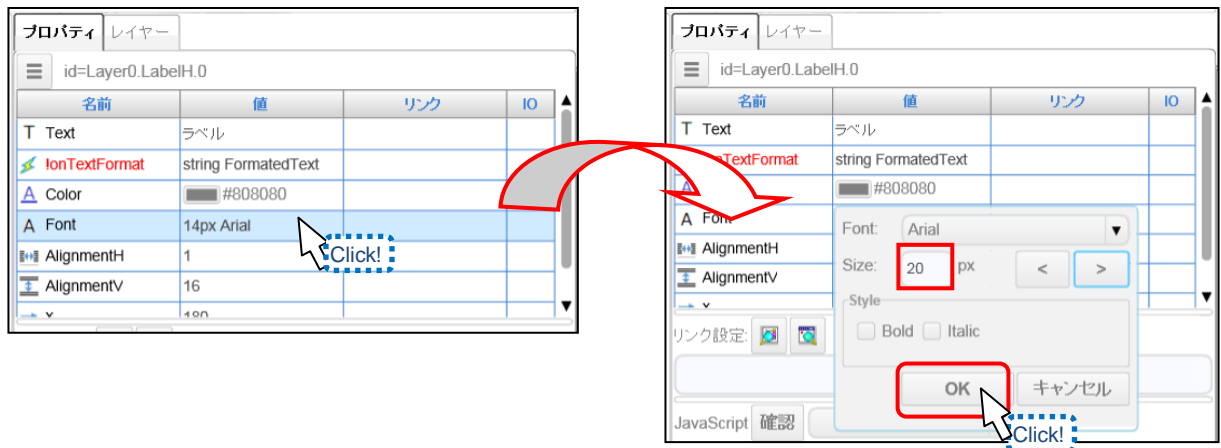 プロパティ レイヤー
id=Layer0.LabelH.0
名前 値 リンク IO
T Text ラベル
!onTextFormat string FormatedText
A Color #808080
A Font 14px Arial
AlignmentH 1
AlignmentV 16
プロパティ レイヤー
id=Layer0.LabelH.0
名前 値 リンク IO
T Text ラベル
TextFormat string FormatedText
#808080
A Font
AlignmentH
AlignmentV
Click!
Font: Arial
Size: 20 px < >
Style
Bold Italic
OK キャンセル
リンク設定:
JavaScript 確認
Click!